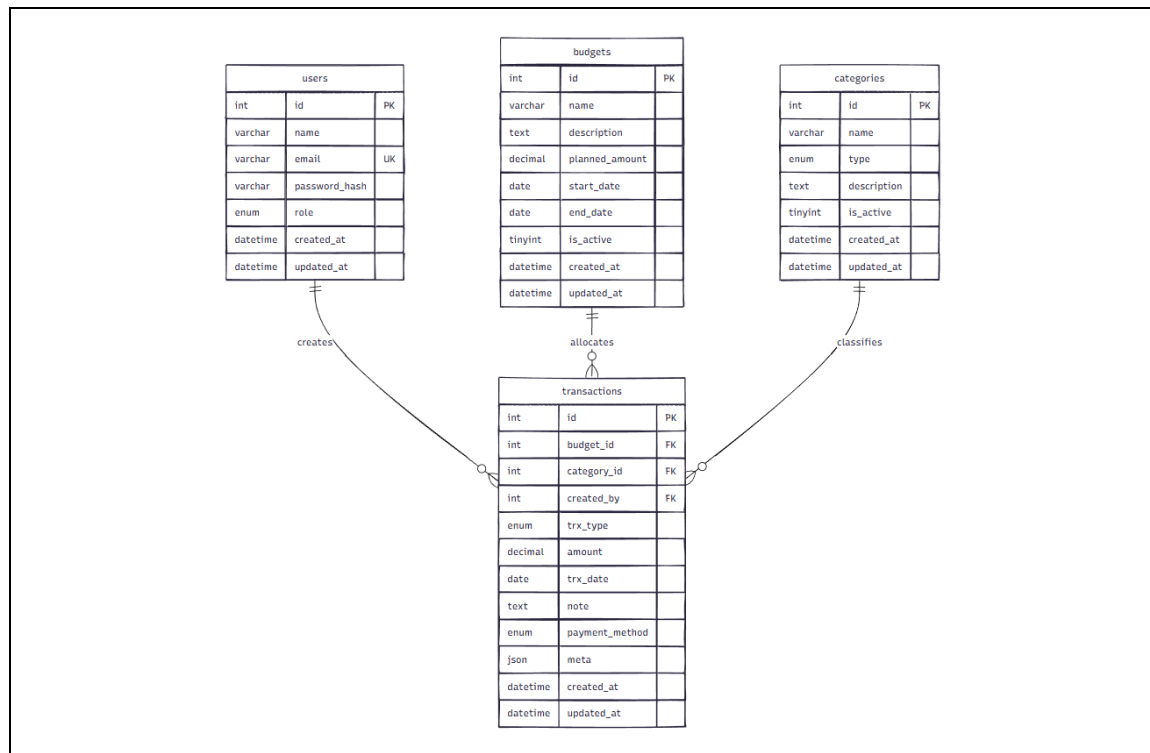 users
int id PK
varchar name
varchar email UK
varchar password_hash
enum role
datetime created_at
datetime updated_at
budgets
int id PK
varchar name
text description
decimal planned_amount
date start_date
date end_date
tinyint is_active
datetime created_at
datetime updated_at
categories
int id PK
varchar name
enum type
text description
tinyint is_active
datetime created_at
datetime updated_at
creates
allocates
classifies
transactions
int id PK
int budget_id FK
int category_id FK
int created_by FK
enum trx_type
decimal amount
date trx_date
text note
enum payment_method
json meta
datetime created_at
datetime updated_at